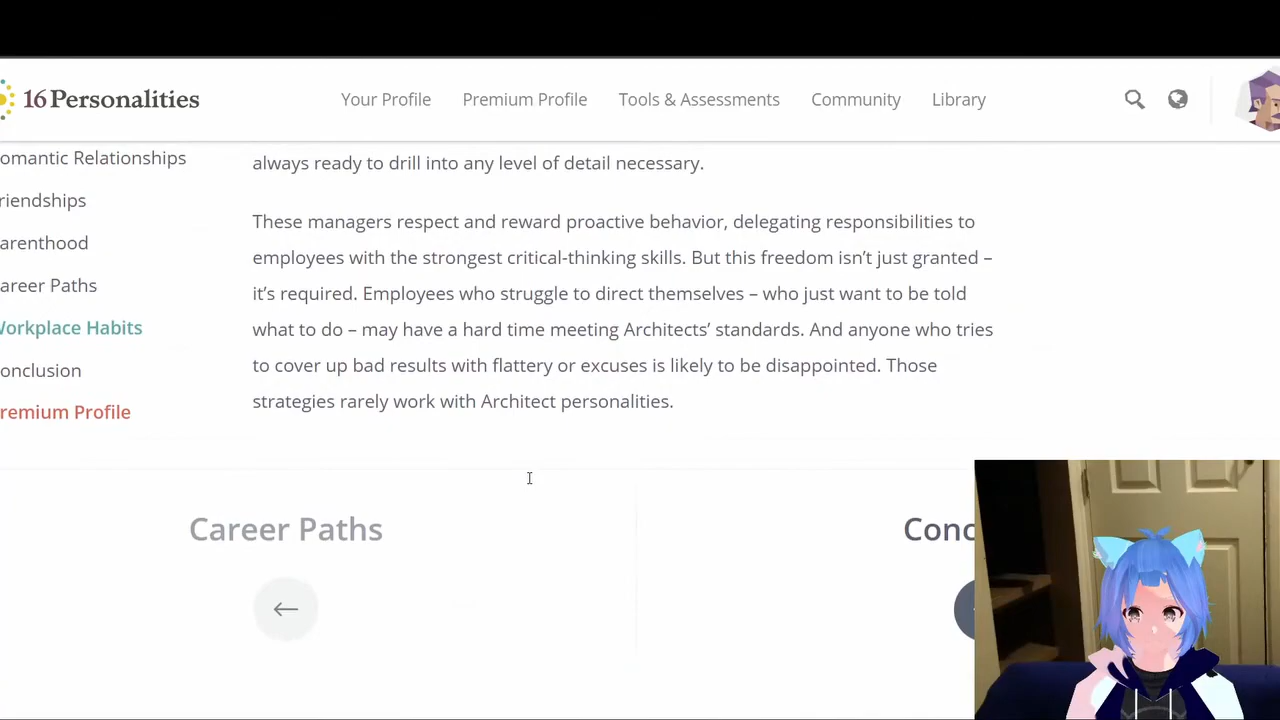 16Personalities
Your Profile
Premium Profile
Tools & Assessments
Community
Library
omantic Relationships
riendships
arenthood
areer Paths
Workplace Habits
onclusion
remium Profile
always ready to drill into any level of detail necessary.
These managers respect and reward proactive behavior, delegating responsibilities to
employees with the strongest critical-thinking skills. But this freedom isn’t just granted –
it’s required. Employees who struggle to direct themselves – who just want to be told
what to do – may have a hard time meeting Architects’ standards. And anyone who tries
to cover up bad results with flattery or excuses is likely to be disappointed. Those
strategies rarely work with Architect personalities.
Career Paths
Conc